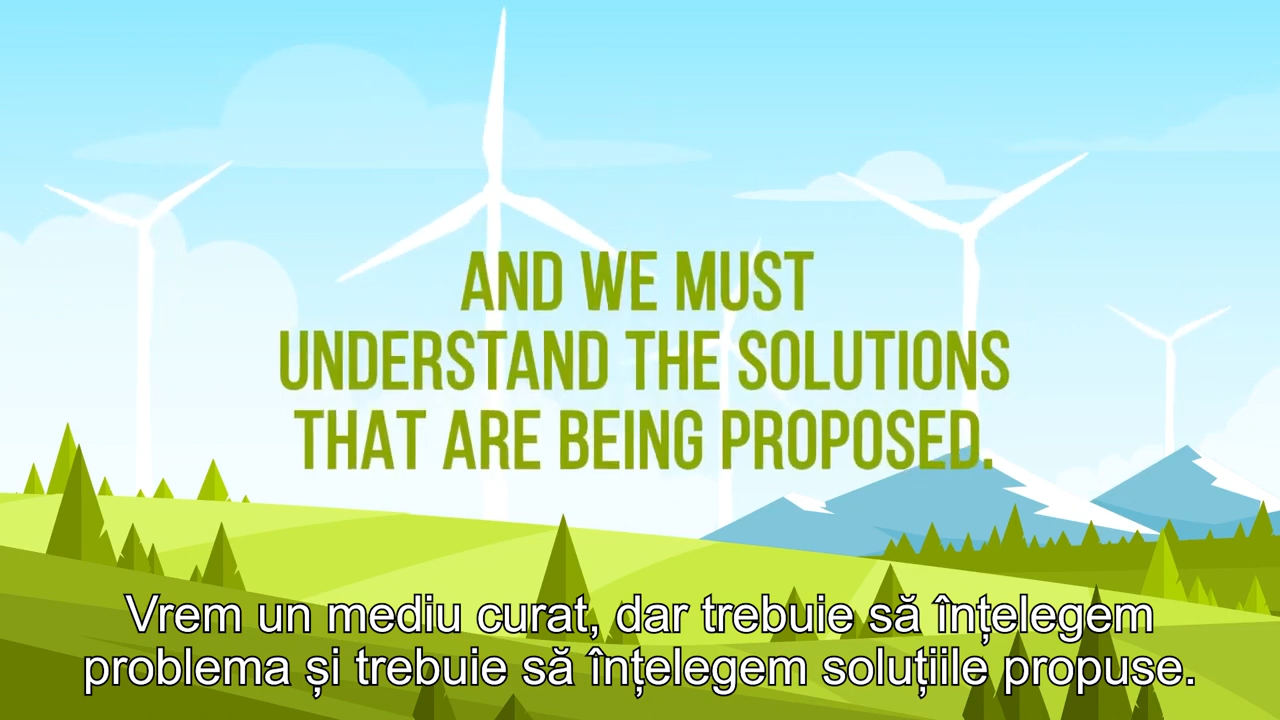 AND WE MUST
UNDERSTAND THE SOLUTIONS
THAT ARE BEING PROPOSED.
Vrem un mediu curat, dar trebuie să înțelegem
problema și trebuie să înțelegem soluțiile propuse.